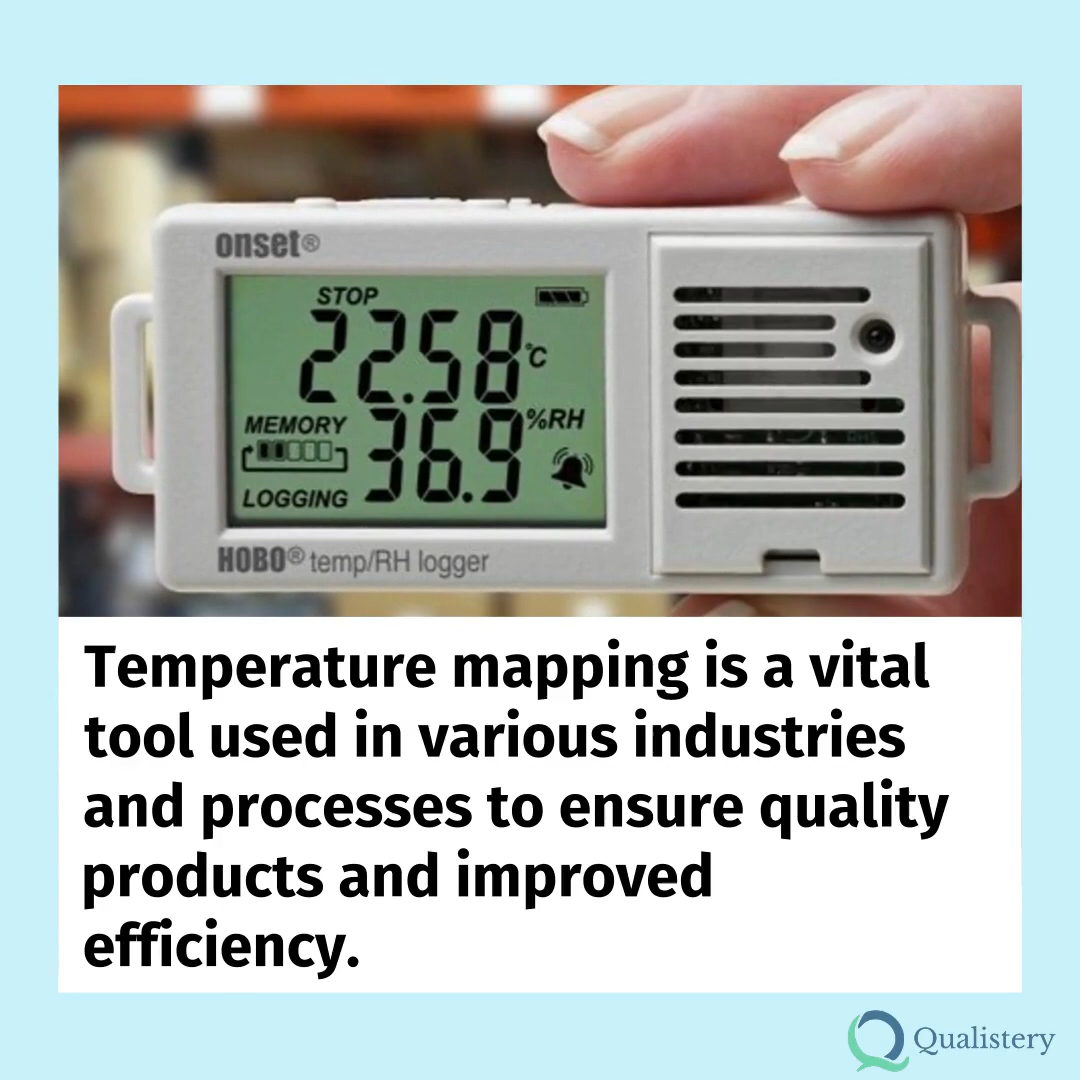 onset®
STOP
22.58°C
MEMORY
36.9 %RH
LOGGING
HOBO® temp/RH logger
Temperature mapping is a vital
tool used in various industries
and processes to ensure quality
products and improved
efficiency.
Qualistery